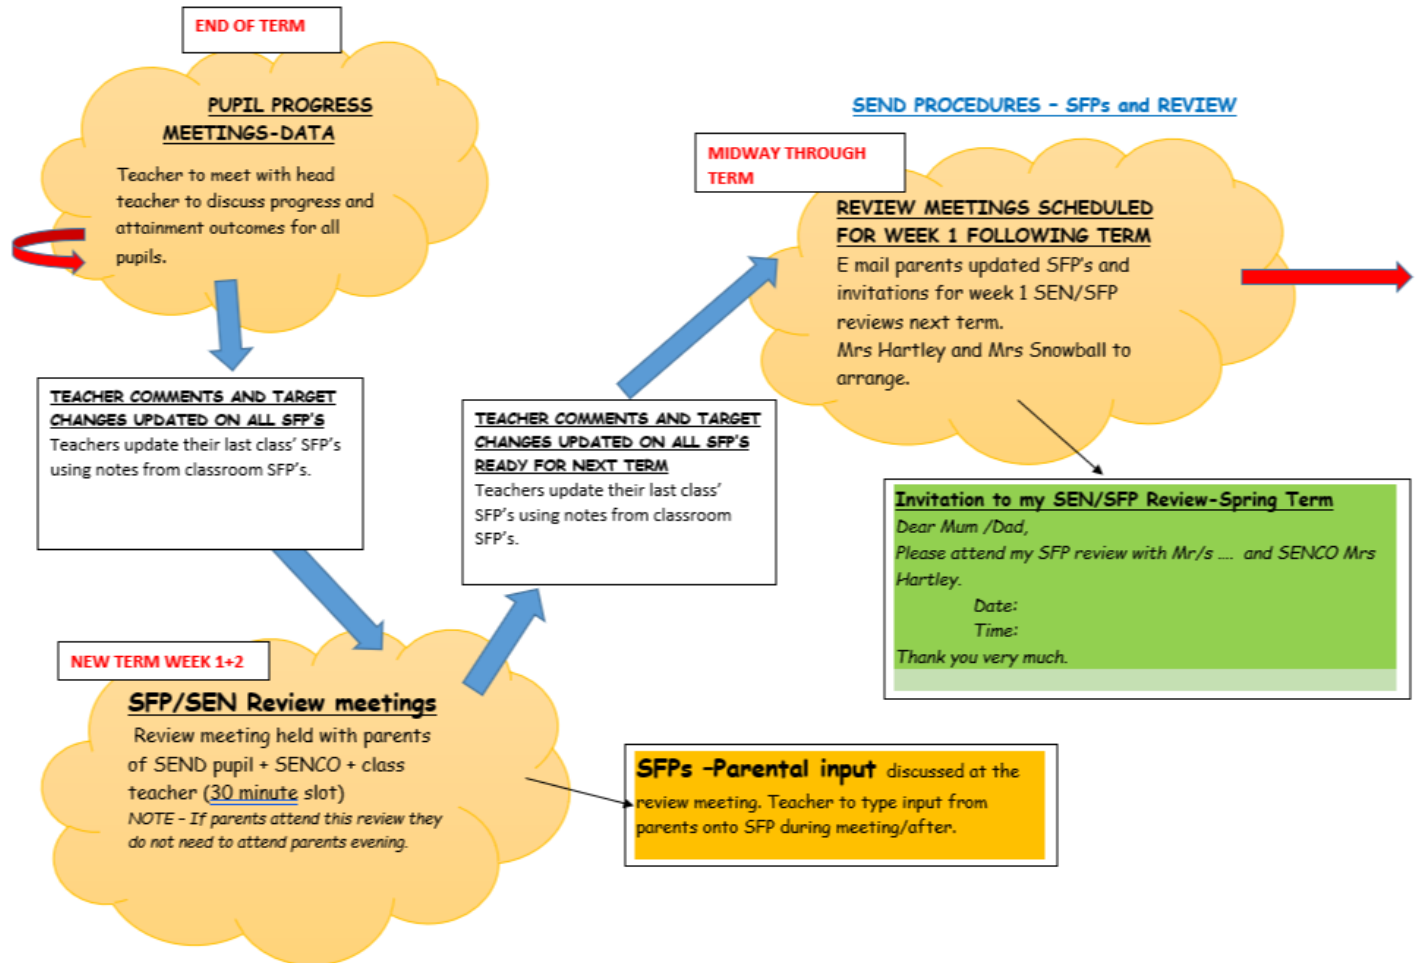 END OF TERM
PUPIL PROGRESS
MEETINGS-DATA
Teacher to meet with head
teacher to discuss progress and
attainment outcomes for all
pupils.
TEACHER COMMENTS AND TARGET
CHANGES UPDATED ON ALL SFP'S
Teachers update their last class' SFP's
using notes from classroom SFP's.
NEW TERM WEEK 1+2
SFP/SEN Review meetings
Review meeting held with parents
of SEND pupil + SENCO + class
teacher (30 minute slot)
NOTE – If parents attend this review they
do not need to attend parents evening.
SFPs –Parental input discussed at the
review meeting. Teacher to type input from
parents onto SFP during meeting/after.
TEACHER COMMENTS AND TARGET
CHANGES UPDATED ON ALL SFP'S
READY FOR NEXT TERM
Teachers update their last class'
SFP's using notes from classroom
SFP's.
SEND PROCEDURES – SFPs and REVIEW
MIDWAY THROUGH
TERM
REVIEW MEETINGS SCHEDULED
FOR WEEK 1 FOLLOWING TERM
E mail parents updated SFP's and
invitations for week 1 SEN/SFP
reviews next term.
Mrs Hartley and Mrs Snowball to
arrange.
Invitation to my SEN/SFP Review-Spring Term
Dear Mum /Dad,
Please attend my SFP review with Mr/s .... and SENCO Mrs
Hartley.
Date:
Time:
Thank you very much.